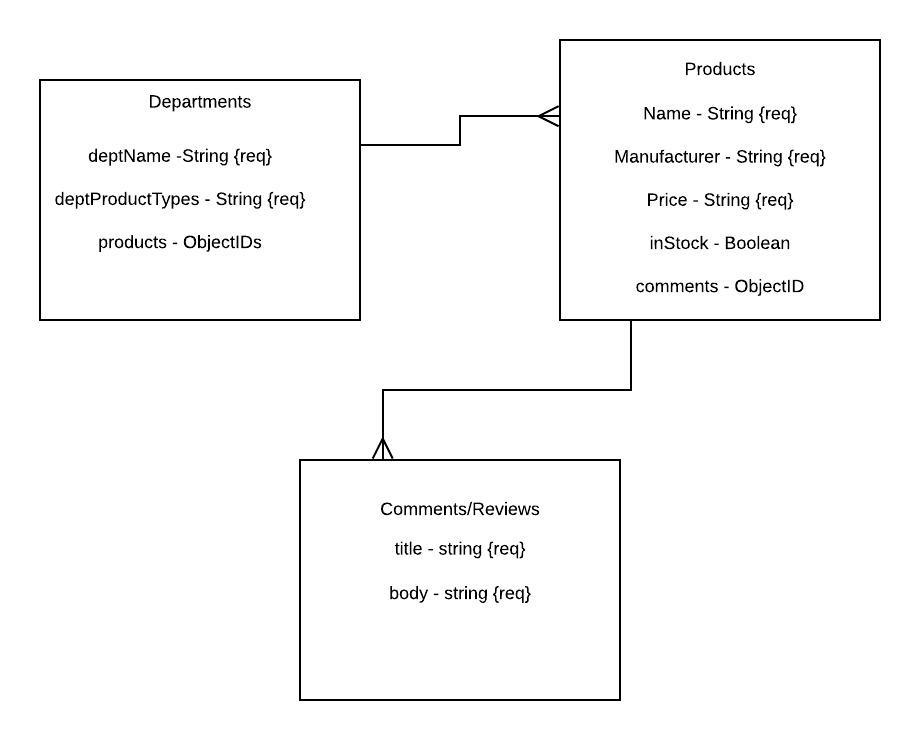 Departments
deptName -String {req}
deptProductTypes - String {req}
products - ObjectIDs
Products
Name - String {req}
Manufacturer - String {req}
Price - String {req}
inStock - Boolean
comments - ObjectID
Comments/Reviews
title - string {req}
body - string {req}